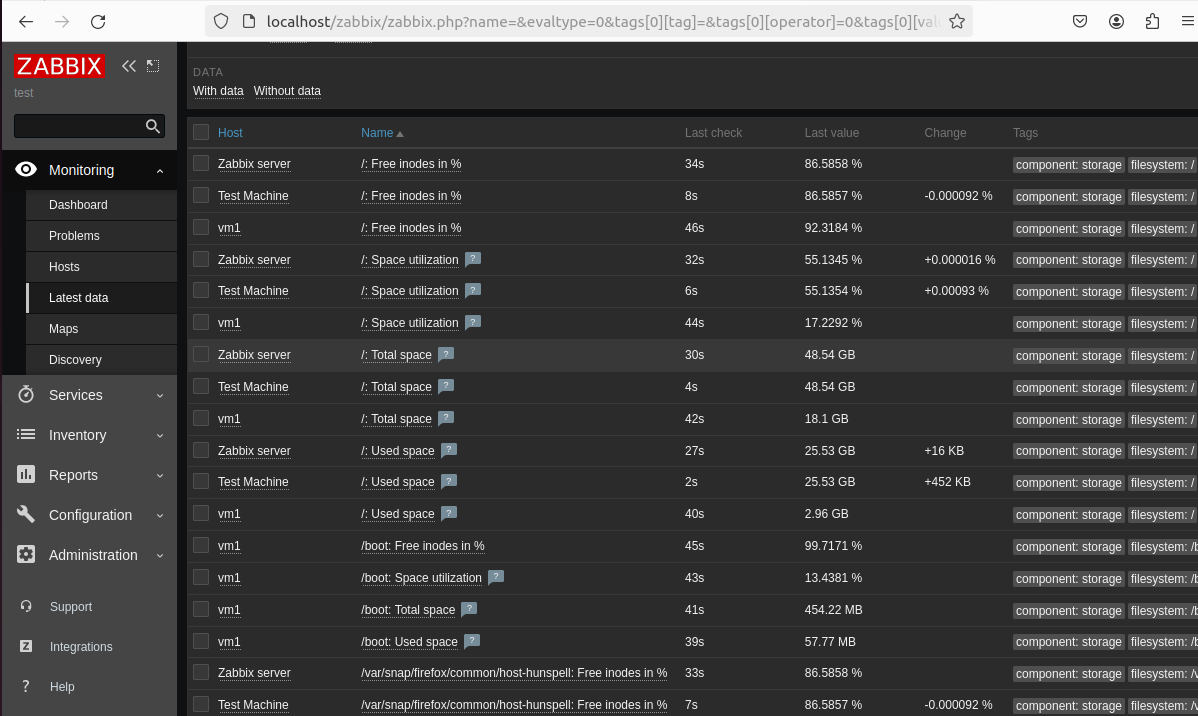 localhost/zabbix/zabbix.php?name=&evaltype=0&tags[0][tag]=&tags[0][operator]=0&tags[0][val
ZABBIX
test
Monitoring
Dashboard
Problems
Hosts
Latest data
Maps
Discovery
Services
Inventory
Reports
Configuration
Administration
Support
Z Integrations
? Help
DATA
With data Without data
Host Name Last check Last value Change Tags
Zabbix server /: Free inodes in % 34s 86.5858 % component: storage filesystem: /
Test Machine /: Free inodes in % 8s 86.5857 % -0.000092 % component: storage filesystem: /
vm1 /: Free inodes in % 46s 92.3184 % component: storage filesystem: /
Zabbix server /: Space utilization ? 32s 55.1345 % +0.000016 % component: storage filesystem: /
Test Machine /: Space utilization ? 6s 55.1354 % +0.00093 % component: storage filesystem: /
vm1 /: Space utilization ? 44s 17.2292 % component: storage filesystem: /
Zabbix server /: Total space ? 30s 48.54 GB component: storage filesystem: /
Test Machine /: Total space ? 4s 48.54 GB component: storage filesystem: /
vm1 /: Total space ? 42s 18.1 GB component: storage filesystem: /
Zabbix server /: Used space ? 27s 25.53 GB +16 KB component: storage filesystem: /
Test Machine /: Used space ? 2s 25.53 GB +452 KB component: storage filesystem: /
vm1 /: Used space ? 40s 2.96 GB component: storage filesystem: /
vm1 /boot: Free inodes in % 45s 99.7171 % component: storage filesystem: /b
vm1 /boot: Space utilization ? 43s 13.4381 % component: storage filesystem: /b
vm1 /boot: Total space ? 41s 454.22 MB component: storage filesystem: /b
vm1 /boot: Used space ? 39s 57.77 MB component: storage filesystem: /b
Zabbix server /var/snap/firefox/common/host-hunspell: Free inodes in % 33s 86.5858 % component: storage filesystem: /v
Test Machine /var/snap/firefox/common/host-hunspell: Free inodes in % 7s 86.5857 % -0.000092 % component: storage filesystem: /v